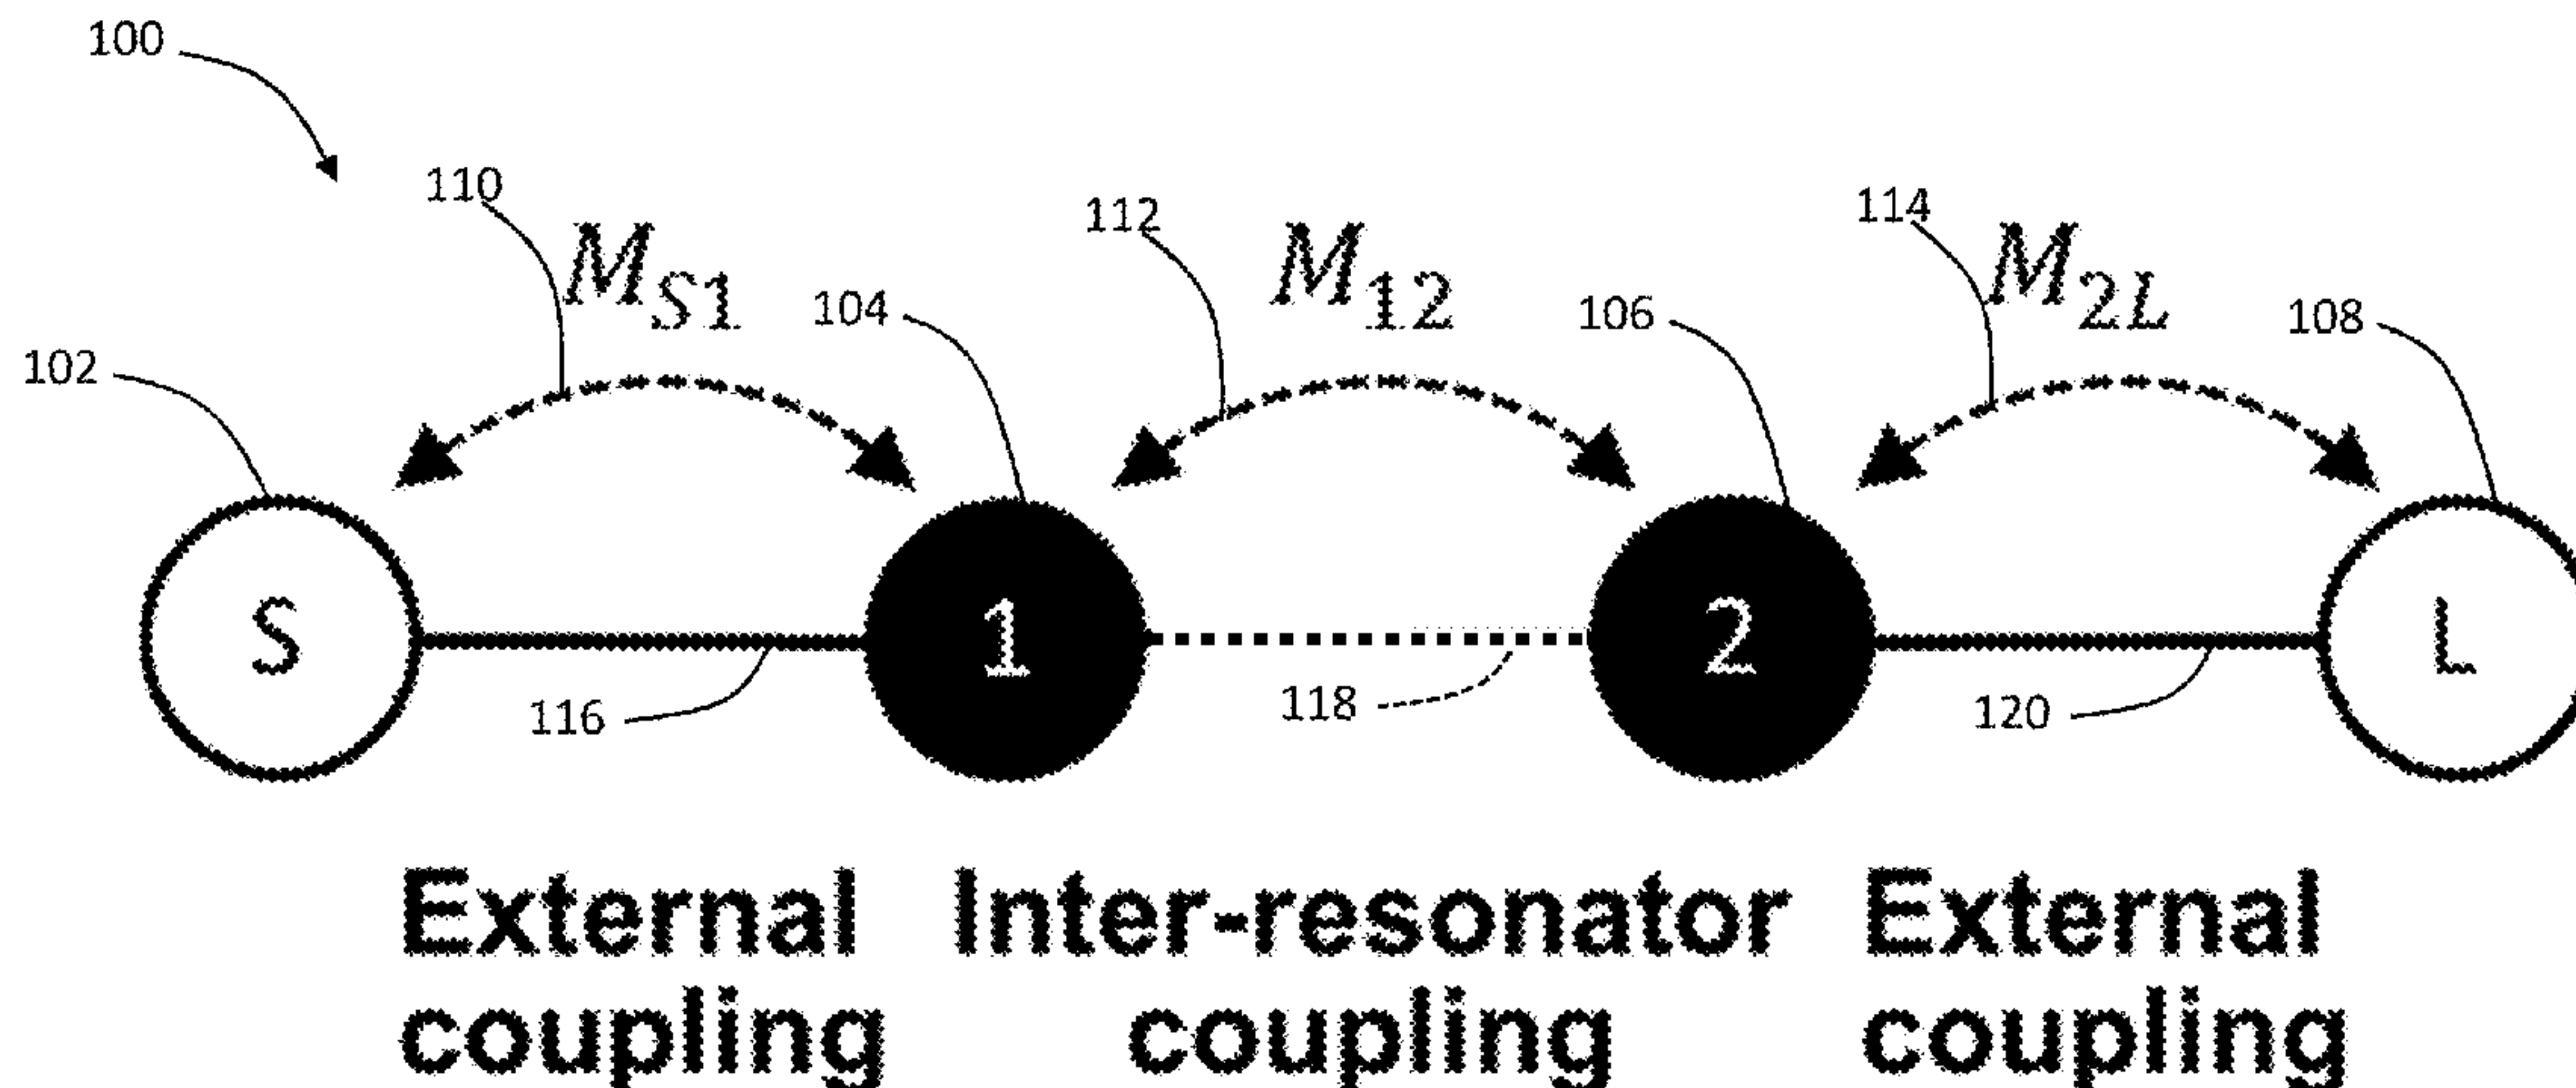 100
110
112
114
M_{S1}
M_{12}
M_{2L}
102
104
106
108
S
1
2
L
116
118
120
External Inter-resonator External
coupling coupling coupling